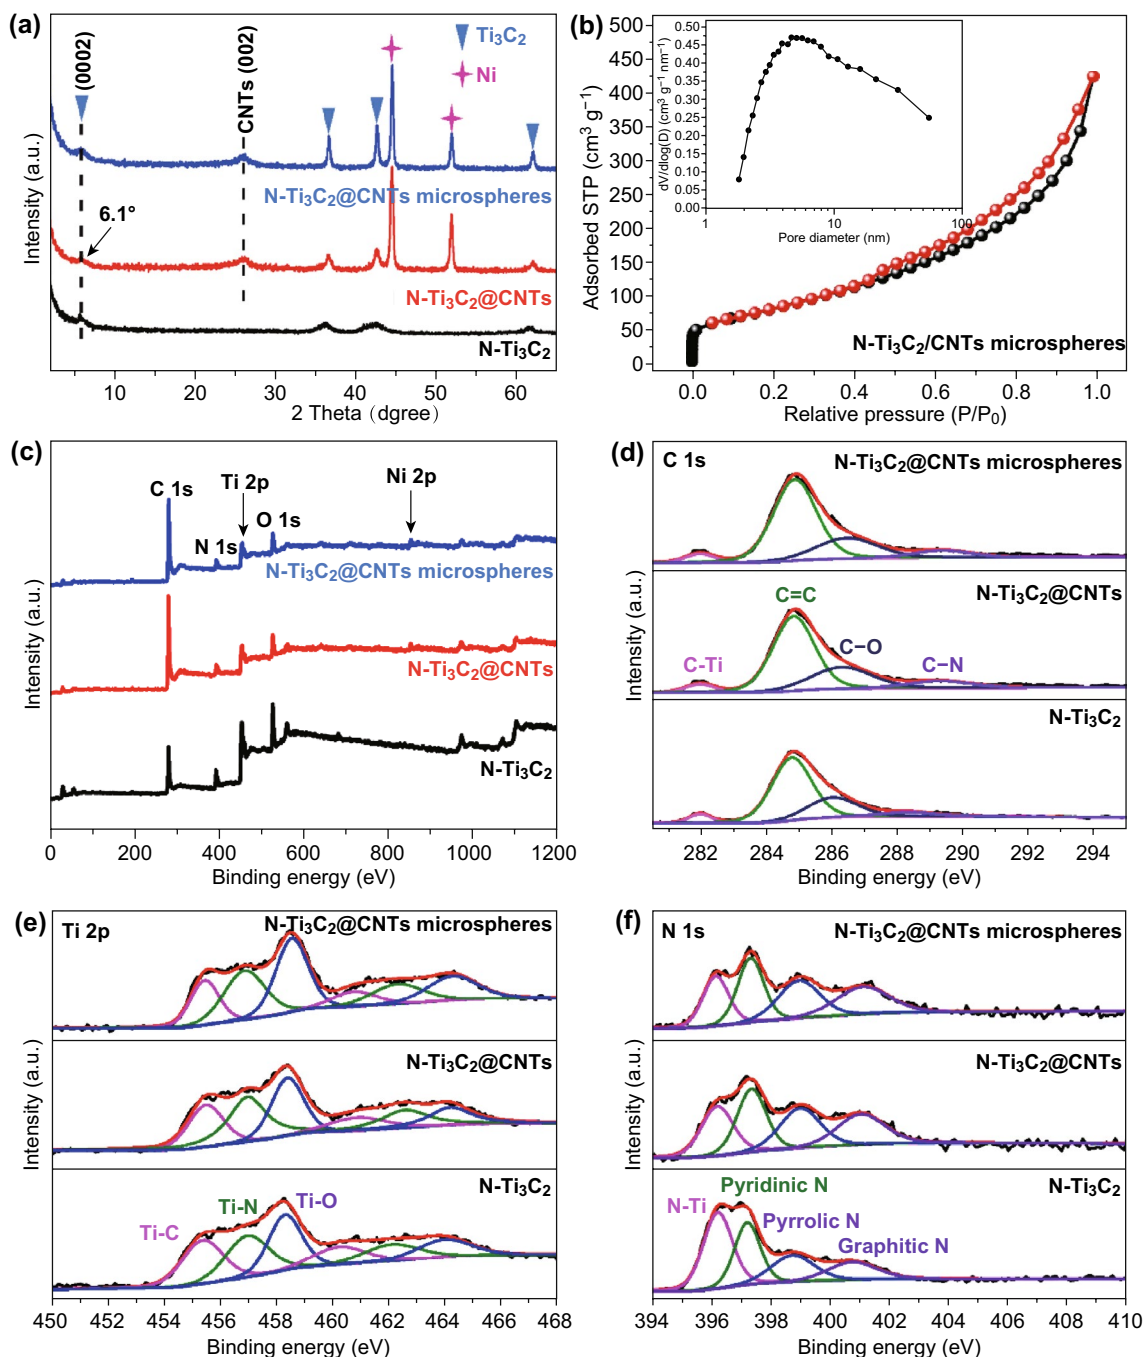 (a)
(0002)
CNTs (002)
Ti₃C₂
Ni
N-Ti₃C₂@CNTs microspheres
6.1°
N-Ti₃C₂@CNTs
N-Ti₃C₂
Intensity (a.u.)
10 20 30 40 50 60
2 Theta (dgree)
(b)
500
450
400
350
300
250
200
150
100
50
0
Adsorbed STP (cm³ g⁻¹)
0.50
0.45
0.40
0.35
0.30
0.25
0.20
0.15
0.10
0.05
0.00
dV/dlog(D) (cm³ g⁻¹ nm⁻¹)
1 10 100
Pore diameter (nm)
N-Ti₃C₂/CNTs microspheres
0.0 0.2 0.4 0.6 0.8 1.0
Relative pressure (P/P₀)
(c)
C 1s
N 1s
Ti 2p
O 1s
Ni 2p
N-Ti₃C₂@CNTs microspheres
N-Ti₃C₂@CNTs
N-Ti₃C₂
Intensity (a.u.)
0 200 400 600 800 1000 1200
Binding energy (eV)
(d)
C 1s
N-Ti₃C₂@CNTs microspheres
N-Ti₃C₂@CNTs
C=C
C-Ti
C−O
C−N
N-Ti₃C₂
Intensity (a.u.)
282 284 286 288 290 292 294
Binding energy (eV)
(e)
Ti 2p
N-Ti₃C₂@CNTs microspheres
N-Ti₃C₂@CNTs
N-Ti₃C₂
Ti-C
Ti-N
Ti-O
Intensity (a.u.)
450 452 454 456 458 460 462 464 466 468
Binding energy (eV)
(f)
N 1s
N-Ti₃C₂@CNTs microspheres
N-Ti₃C₂@CNTs
N-Ti₃C₂
N-Ti
Pyridinic N
Pyrrolic N
Graphitic N
Intensity (a.u.)
394 396 398 400 402 404 406 408 410
Binding energy (eV)